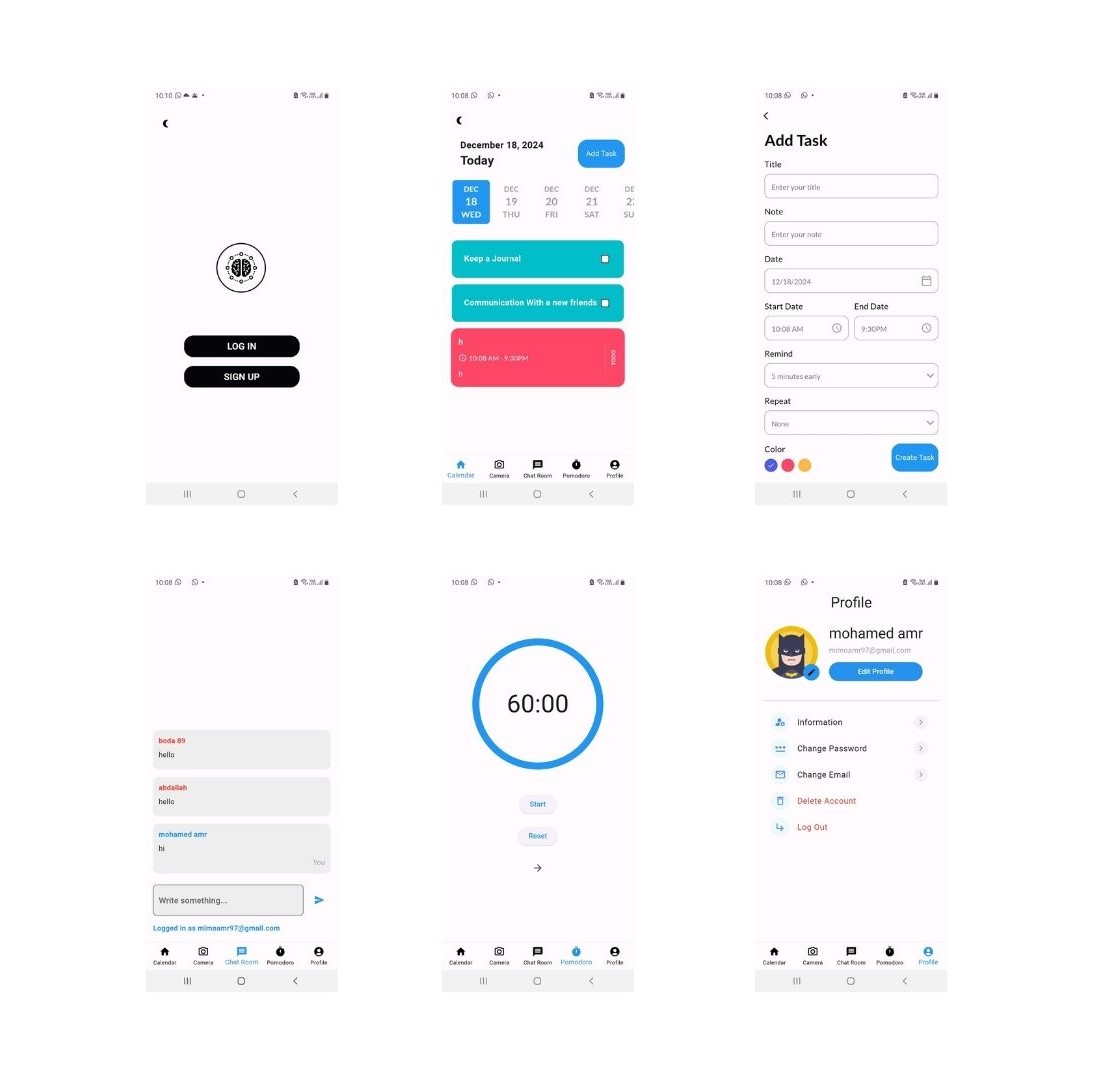 10:10
LOG IN
SIGN UP
10:08
December 18, 2024
Today
Add Task
DEC DEC DEC DEC DE
18 19 20 21 22
WED THU FRI SAT SU
Keep a Journal
Communication With a new friends
h
10:08 AM - 9:30PM
b
TODO
Calendar Camera Chat Room Pomodoro Profile
10:08
Add Task
Title
Enter your title
Note
Enter your note
Date
12/18/2024
Start Date End Date
10:08 AM 9:30PM
Remind
5 minutes early
Repeat
None
Color
Create Task
10:08
boda 89
hello
abdallah
hello
mohamed amr
hi
You
Write something...
Logged in as mimoamr97@gmail.com
Calendar Camera Chat Room Pomodoro Profile
10:08
60:00
Start
Reset
Calendar Camera Chat Room Pomodoro Profile
10:08
Profile
mohamed amr
mimoamr97@gmail.com
Edit Profile
Information
Change Password
Change Email
Delete Account
Log Out
Calendar Camera Chat Room Pomodoro Profile